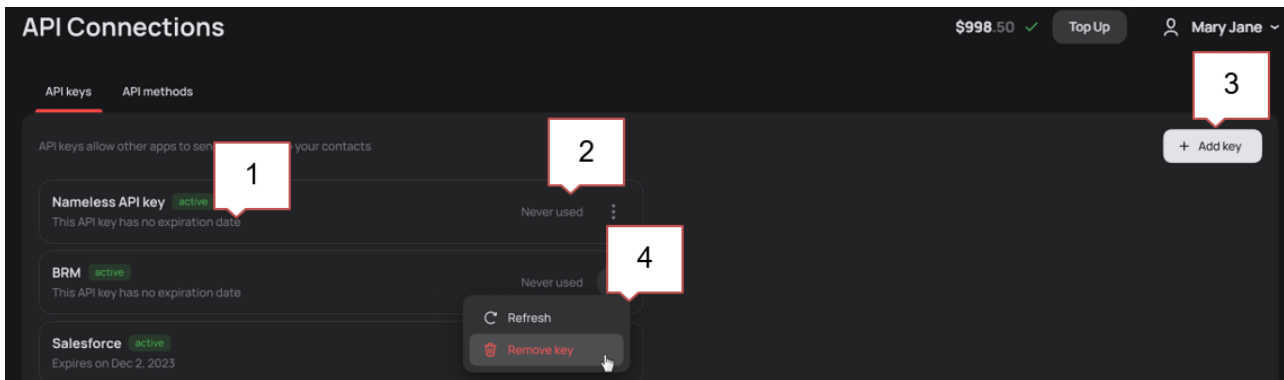 API Connections
$998.50
Top Up
Mary Jane
API keys
API methods
3
API keys allow other apps to sen your contacts
1
2
+ Add key
Nameless API key
active
This API key has no expiration date
Never used
4
BRM
active
This API key has no expiration date
Never used
Refresh
Remove key
Salesforce
active
Expires on Dec 2, 2023